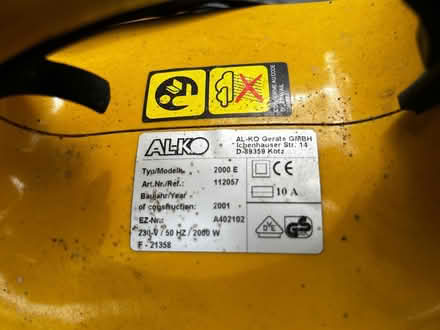 AL-KO
AL-KO Geräte GMBH
Ichenhauser Str. 14
D-89359 Kötz
Typ/Modell: 2000 E
Art.Nr./Ref.: 112057
10 A
Baujahr/Year
of construction: 2001
EZ-Nr.: A402102
230-V / 50 HZ / 2000 W
F - 21358
GS